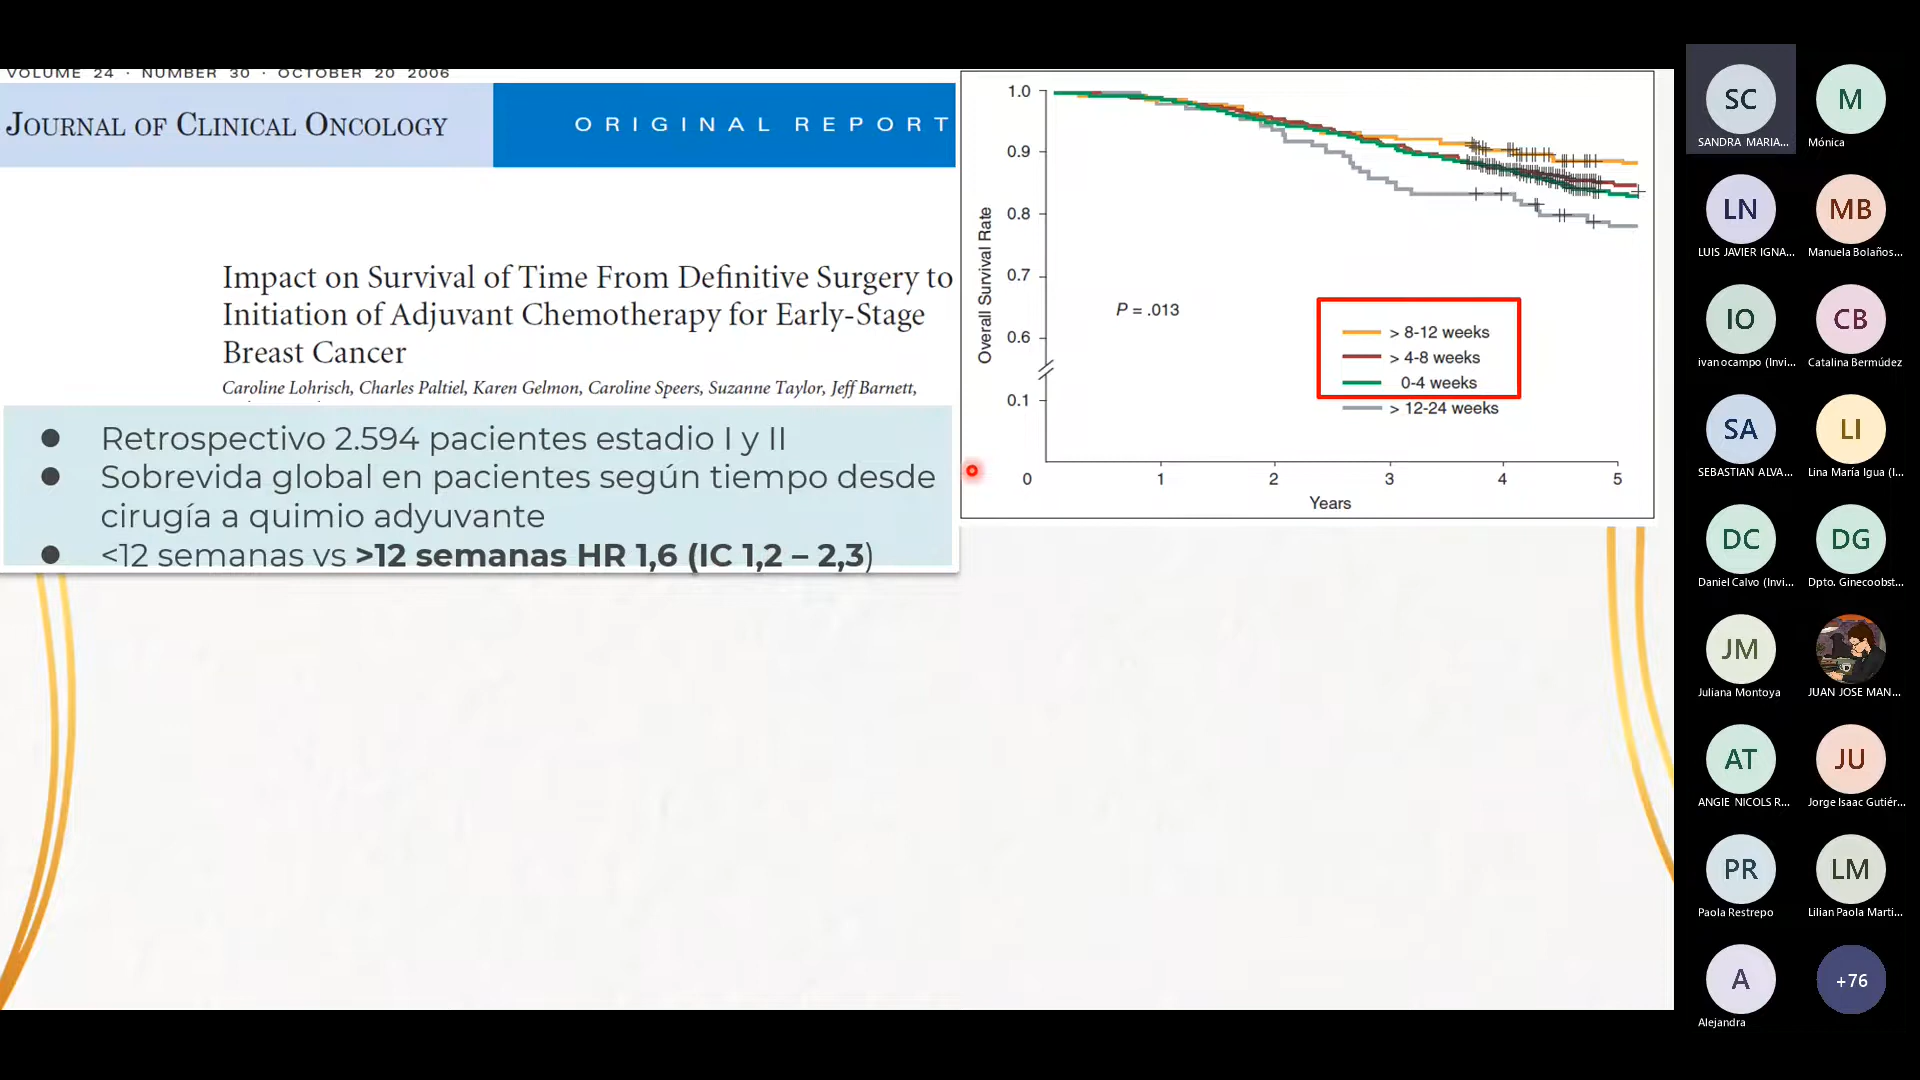 VOLUME 24 · NUMBER 30 · OCTOBER 20 2006
JOURNAL OF CLINICAL ONCOLOGY
ORIGINAL REPORT
Impact on Survival of Time From Definitive Surgery to
Initiation of Adjuvant Chemotherapy for Early-Stage
Breast Cancer
Caroline Lohrisch, Charles Paltiel, Karen Gelmon, Caroline Speers, Suzanne Taylor, Jeff Barnett,
● Retrospectivo 2.594 pacientes estadio I y II
● Sobrevida global en pacientes según tiempo desde
cirugía a quimio adyuvante
● <12 semanas vs >12 semanas HR 1,6 (IC 1,2 – 2,3)
Overall Survival Rate
1.0
0.9
0.8
0.7
0.6
0.1
P = .013
> 8-12 weeks
> 4-8 weeks
0-4 weeks
> 12-24 weeks
0 1 2 3 4 5
Years
SC
SANDRA MARIA...
M
Mónica
LN
LUIS JAVIER IGNA...
MB
Manuela Bolaños...
IO
ivan ocampo (Invi...
CB
Catalina Bermúdez
SA
SEBASTIAN ALVA...
LI
Lina María Igua (I...
DC
Daniel Calvo (Invi...
DG
Dpto. Ginecoobst...
JM
Juliana Montoya
JUAN JOSE MAN...
AT
ANGIE NICOLS R...
JU
Jorge Isaac Gutiér...
PR
Paola Restrepo
LM
Lilian Paola Marti...
A
Alejandra
+76